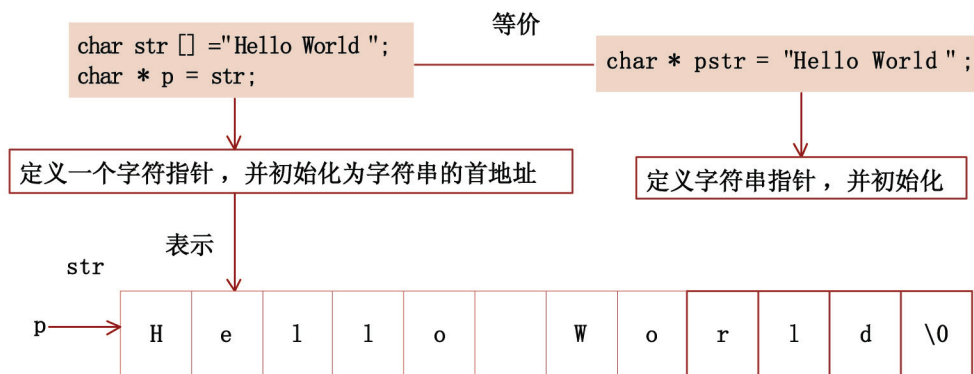 等价
char str [] ="Hello World ";
char * p = str;
char * pstr = "Hello World ";
定义一个字符指针，并初始化为字符串的首地址
定义字符串指针，并初始化
表示
str
p
H e l l o W o r l d \0